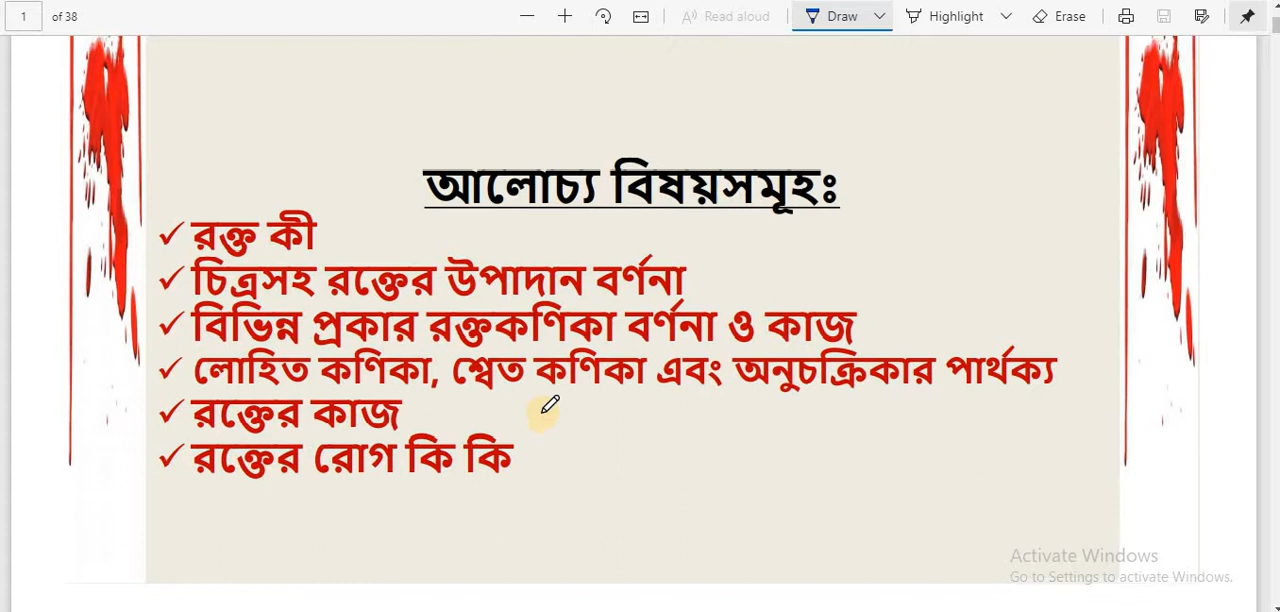 1 of 38 Read aloud Draw Highlight Erase
আলোচ্য বিষয়সমূহঃ
✓ রক্ত কী
✓ চিত্রসহ রক্তের উপাদান বর্ণনা
✓ বিভিন্ন প্রকার রক্তকণিকা বর্ণনা ও কাজ
✓ লোহিত কণিকা, শ্বেত কণিকা এবং অনুচক্রিকার পার্থক্য
✓ রক্তের কাজ
✓ রক্তের রোগ কি কি
Activate Windows
Go to Settings to activate Windows.